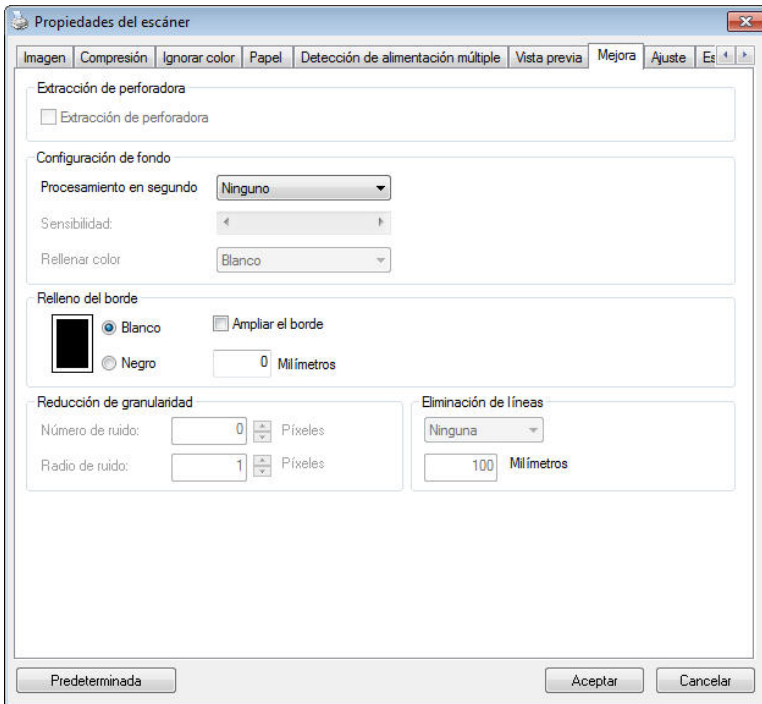 Propiedades del escáner
Imagen Compresión Ignorar color Papel Detección de alimentación múltiple Vista previa Mejora Ajuste
Extracción de perforadora
Extracción de perforadora
Configuración de fondo
Procesamiento en segundo Ninguno
Sensibilidad:
Rellenar color Blanco
Relleno del borde
Blanco Ampliar el borde
Negro 0 Milímetros
Reducción de granularidad Eliminación de líneas
Número de ruido: 0 Píxeles Ninguna
Radio de ruido: 1 Píxeles 100 Milímetros
Predeterminada Aceptar Cancelar